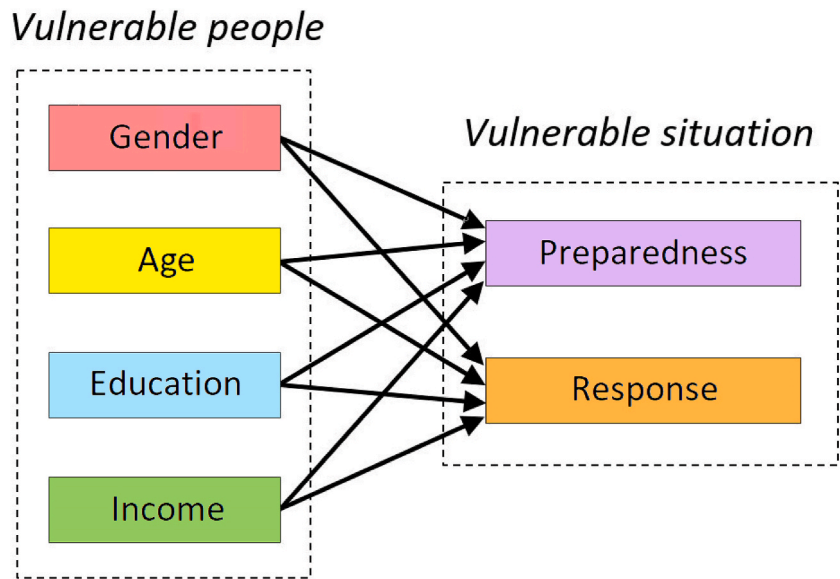 Vulnerable people
Gender
Age
Education
Income
Vulnerable situation
Preparedness
Response